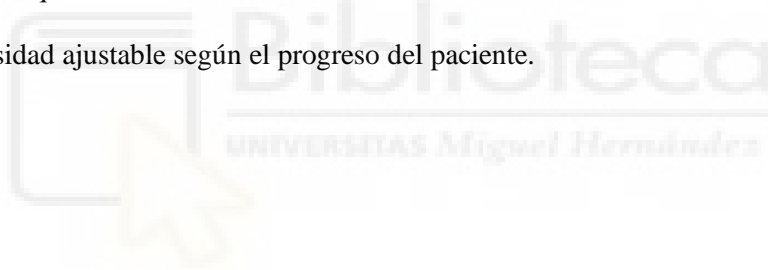 sidad ajustable según el progreso del paciente.
Biblioteca
UNIVERSITAS Miguel Hernández